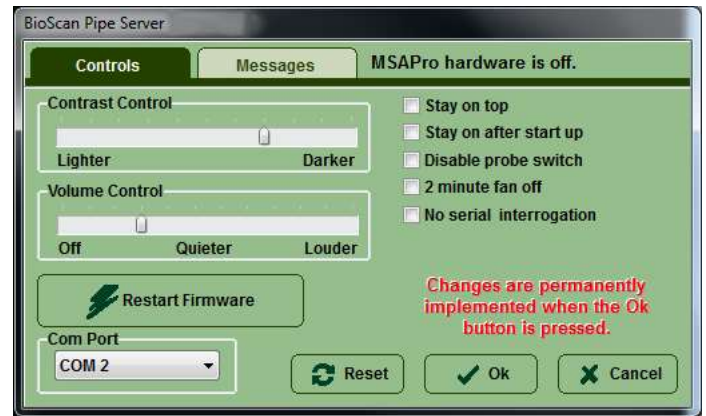 BioScan Pipe Server
Controls
Messages
MSAPro hardware is off.
Contrast Control
Lighter Darker
Volume Control
Off Quieter Louder
Restart Firmware
Com Port
COM 2
Stay on top
Stay on after start up
Disable probe switch
2 minute fan off
No serial interrogation
Changes are permanently
implemented when the Ok
button is pressed.
Reset
Ok
Cancel